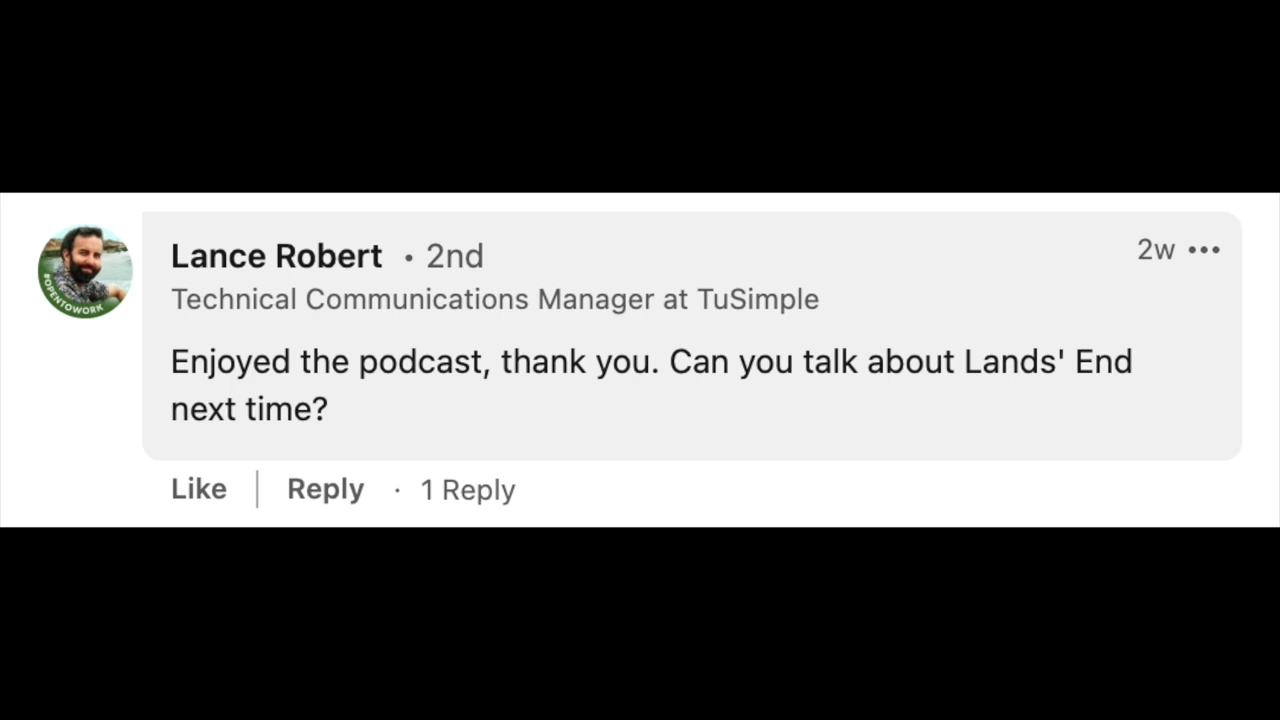 Lance Robert • 2nd
2w •••
Technical Communications Manager at TuSimple
Enjoyed the podcast, thank you. Can you talk about Lands' End
next time?
#OPENTOWORK
Like | Reply · 1 Reply